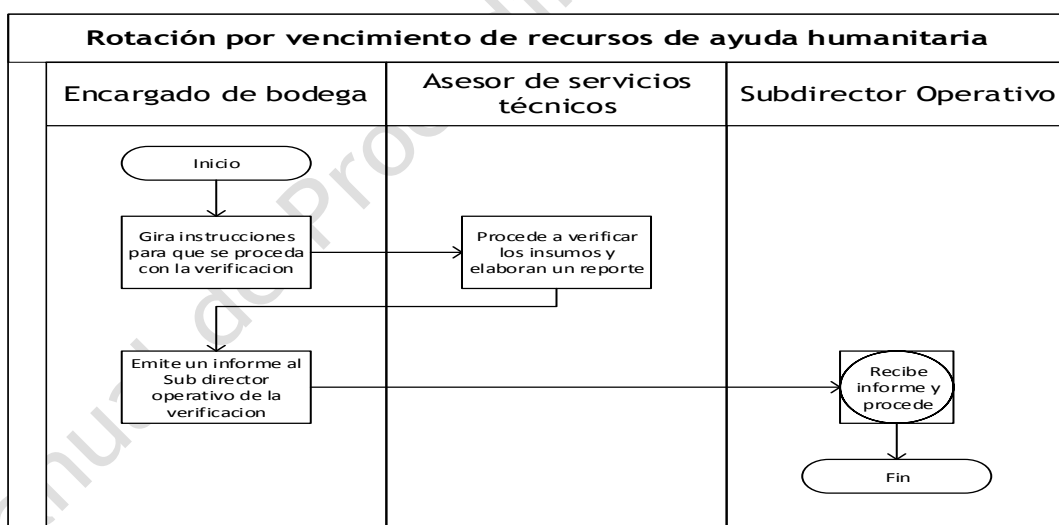 Rotación por vencimiento de recursos de ayuda humanitaria
Encargado de bodega
Asesor de servicios
técnicos
Subdirector Operativo
Inicio
Gira instrucciones
para que se proceda
con la verificacion
Procede a verificar
los insumos y
elaboran un reporte
Emite un informe al
Sub director
operativo de la
verificacion
Recibe
informe y
procede
Fin